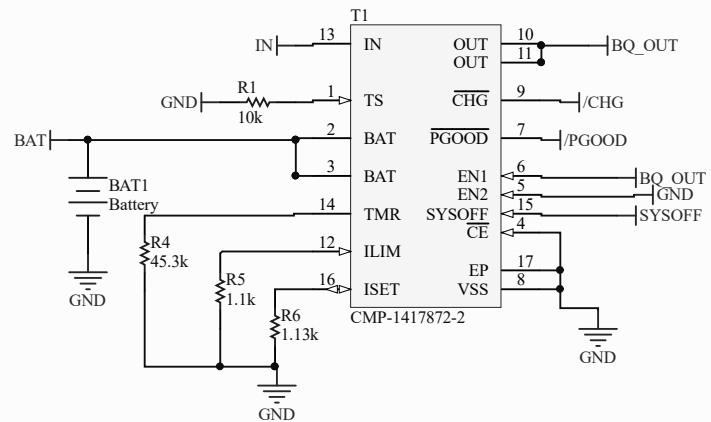 T1
IN 13 IN OUT 10 BQ_OUT
OUT 11
GND R1 10k 1 TS CHG 9 /CHG
BAT 2 BAT PGOOD 7 /PGOOD
3 BAT EN1 6 BQ_OUT
BAT1 EN2 5 GND
Battery 14 TMR SYSOFF 15 SYSOFF
CE 4
R4 12 ILIM
45.3k EP 17
R5 16 ISET VSS 8
1.1k
GND
R6 CMP-1417872-2
1.13k
GND
GND